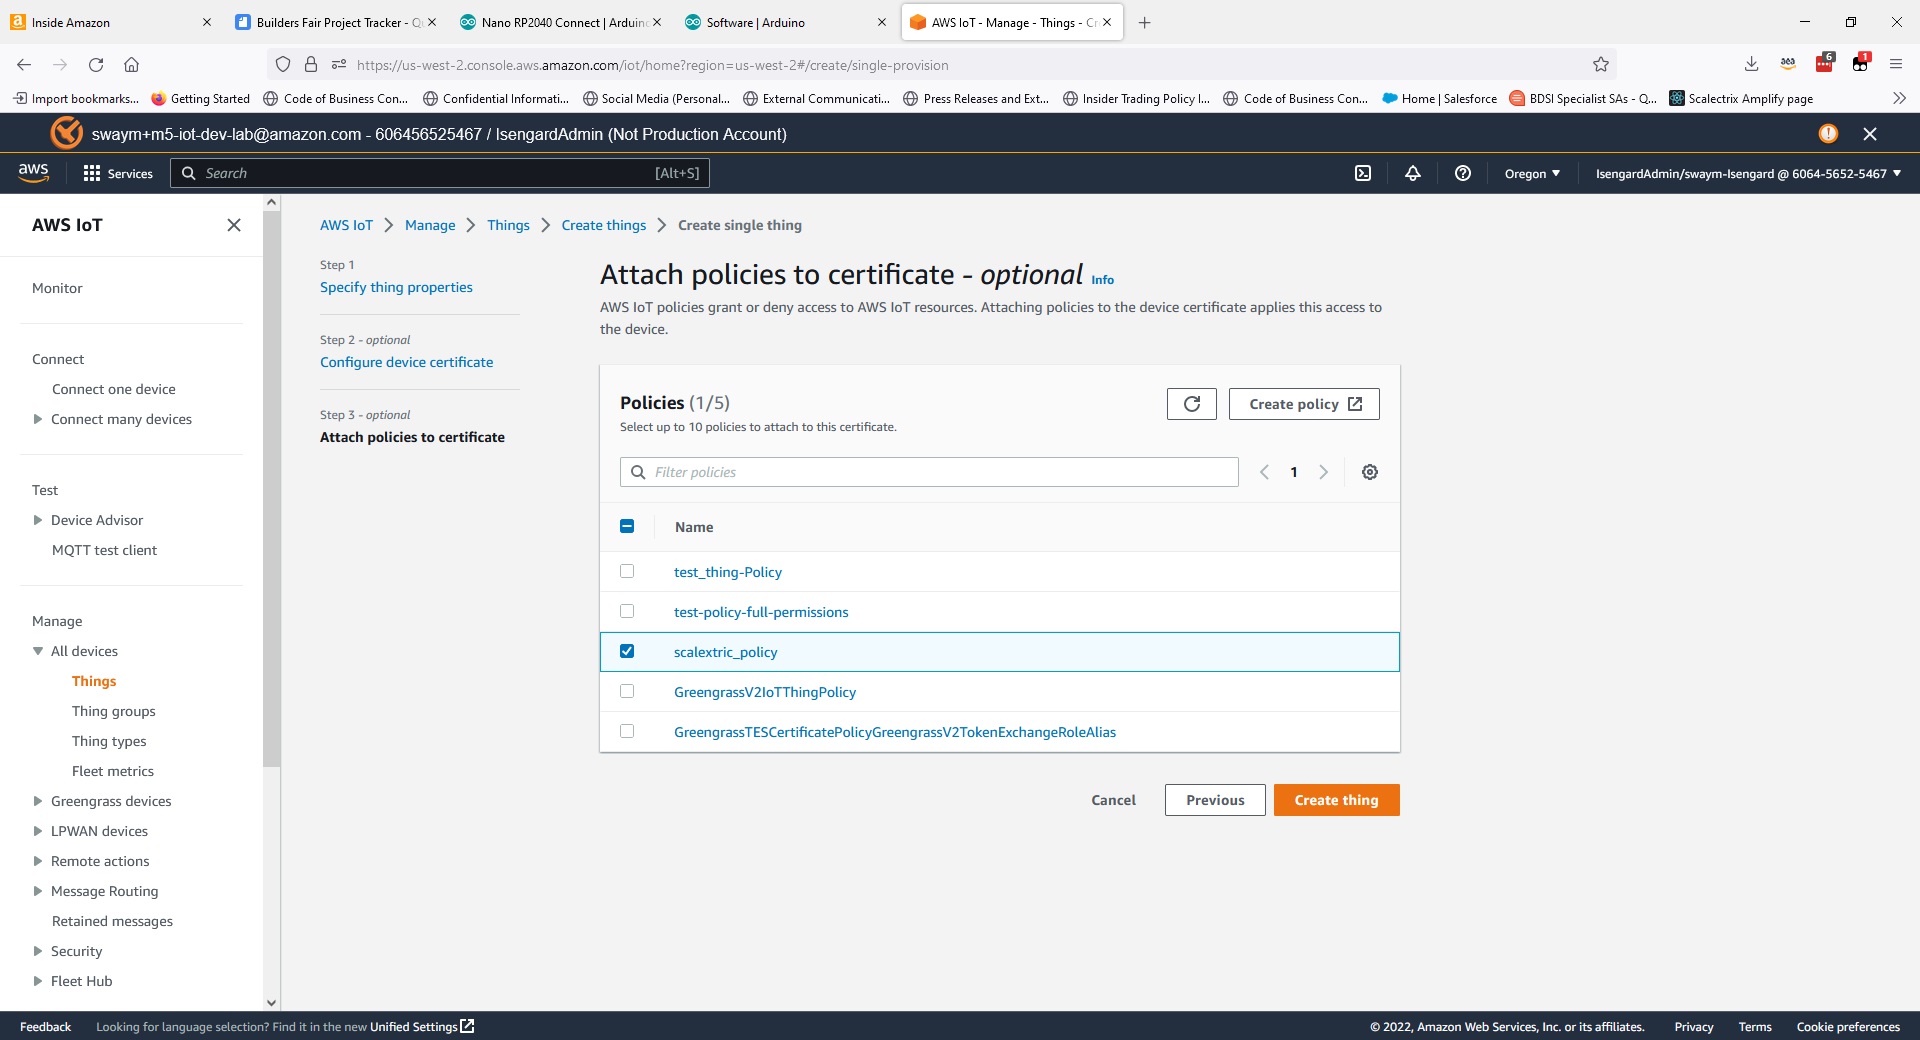 Inside Amazon
Builders Fair Project Tracker - Q
Nano RP2040 Connect | Arduin
Software | Arduino
AWS IoT - Manage - Things - Cr
https://us-west-2.console.aws.amazon.com/iot/home?region=us-west-2#/create/single-provision
aea
6
1
Import bookmarks...
Getting Started
Code of Business Con...
Confidential Informati...
Social Media (Personal...
External Communicati...
Press Releases and Ext...
Insider Trading Policy I...
Code of Business Con...
Home | Salesforce
BDSI Specialist SAs - Q...
Scalectrix Amplify page
swaym+m5-iot-dev-lab@amazon.com - 606456525467 / IsengardAdmin (Not Production Account)
aws
Services
Search
[Alt+S]
Oregon
IsengardAdmin/swaym-Isengard @ 6064-5652-5467
AWS IoT
Monitor
Connect
Connect one device
Connect many devices
Test
Device Advisor
MQTT test client
Manage
All devices
Things
Thing groups
Thing types
Fleet metrics
Greengrass devices
LPWAN devices
Remote actions
Message Routing
Retained messages
Security
Fleet Hub
AWS IoT
Manage
Things
Create things
Create single thing
Step 1
Specify thing properties
Step 2 - optional
Configure device certificate
Step 3 - optional
Attach policies to certificate
Attach policies to certificate - optional Info
AWS IoT policies grant or deny access to AWS IoT resources. Attaching policies to the device certificate applies this access to
the device.
Policies (1/5)
Select up to 10 policies to attach to this certificate.
Create policy
Filter policies
1
Name
test_thing-Policy
test-policy-full-permissions
scalextric_policy
GreengrassV2IoTThingPolicy
GreengrassTESCertificatePolicyGreengrassV2TokenExchangeRoleAlias
Cancel
Previous
Create thing
Feedback
Looking for language selection? Find it in the new Unified Settings
© 2022, Amazon Web Services, Inc. or its affiliates.
Privacy
Terms
Cookie preferences